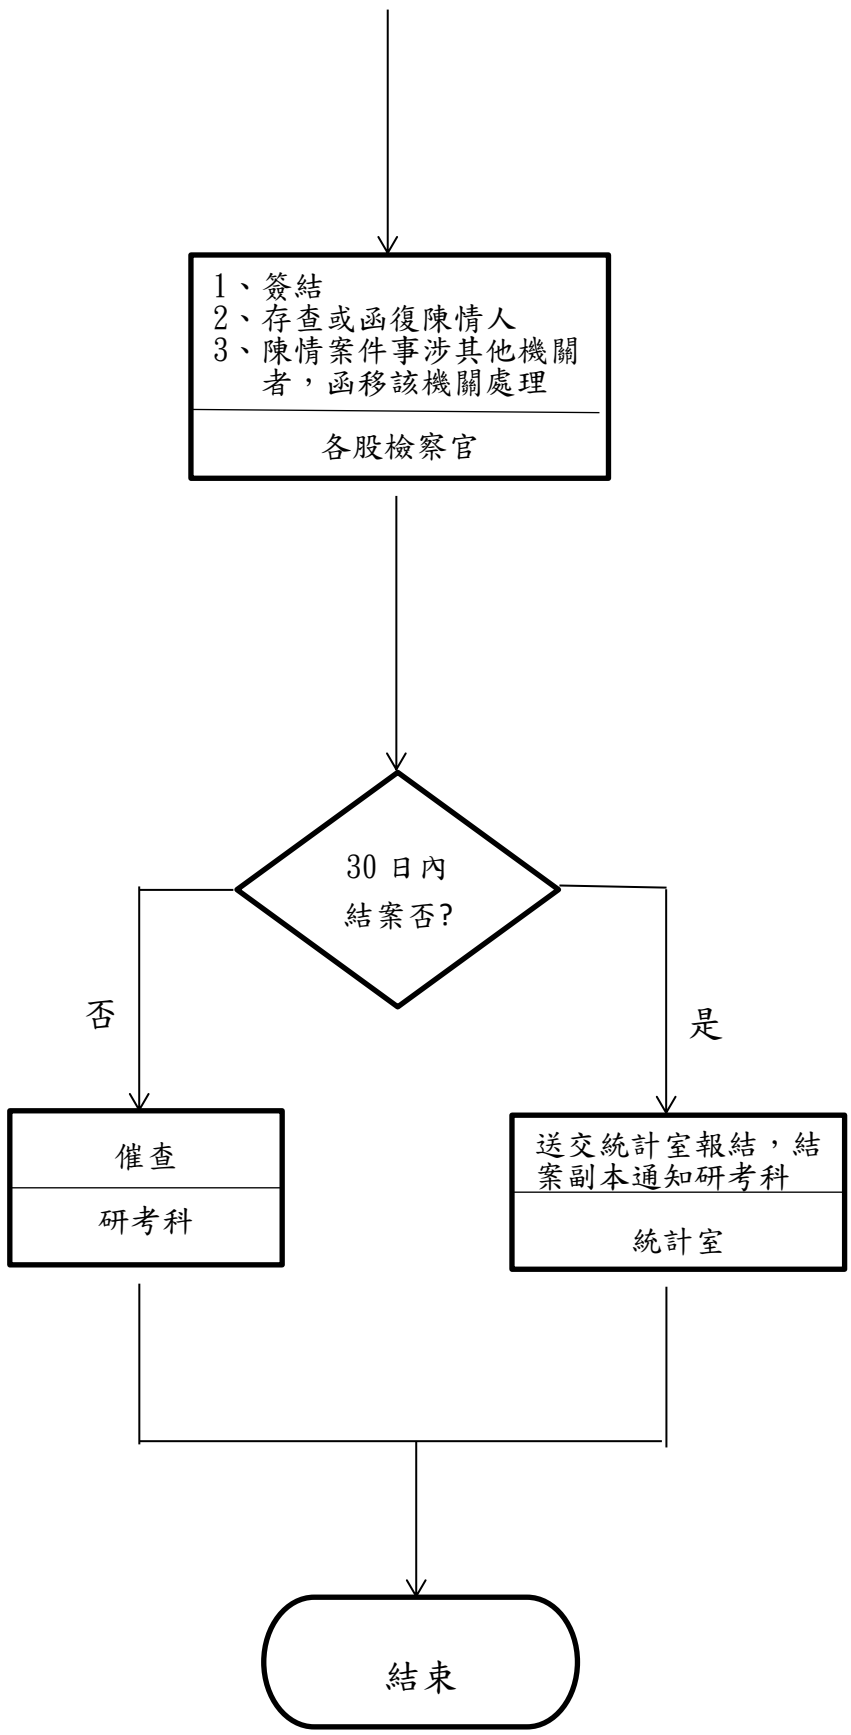 1、簽結
2、存查或函復陳情人
3、陳情案件事涉其他機關
者，函移該機關處理
各股檢察官
30日內
結案否?
否
是
催查
研考科
送交統計室報結，結
案副本通知研考科
統計室
結束